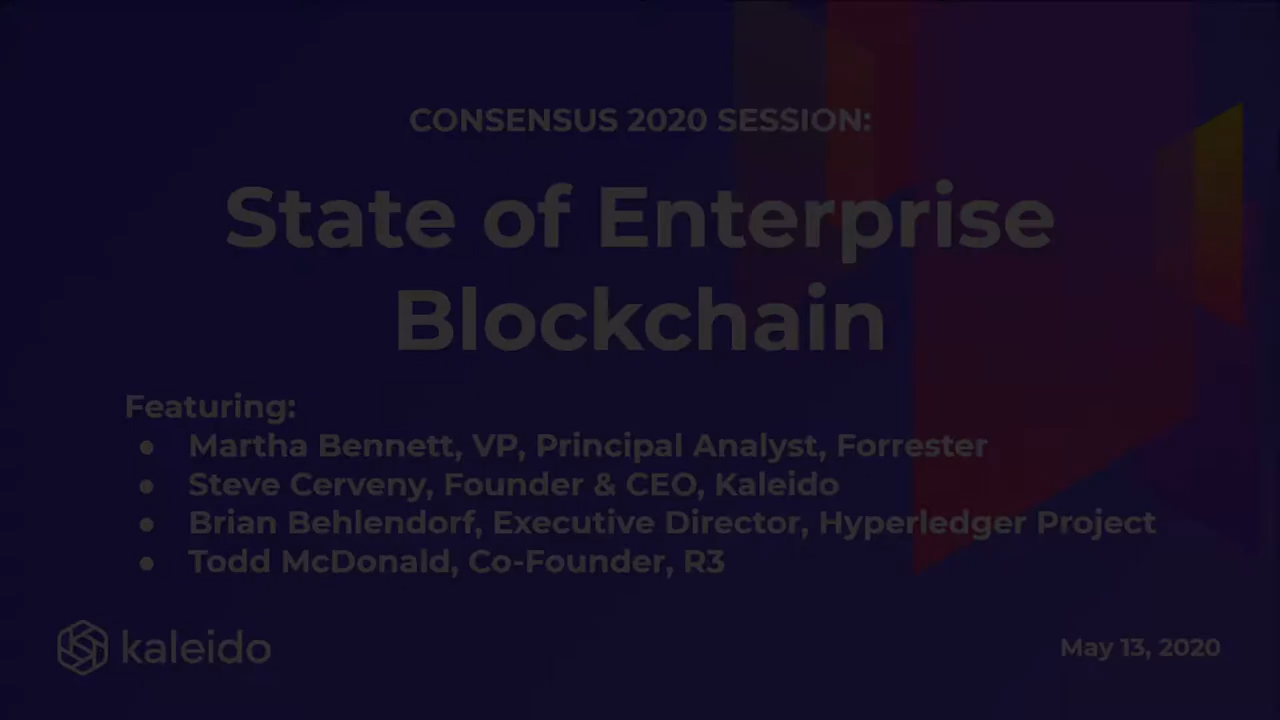 CONSENSUS 2020 SESSION:
State of Enterprise
Blockchain
Featuring:
● Martha Bennett, VP, Principal Analyst, Forrester
● Steve Cerveny, Founder & CEO, Kaleido
● Brian Behlendorf, Executive Director, Hyperledger Project
● Todd McDonald, Co-Founder, R3
kaleido
May 13, 2020